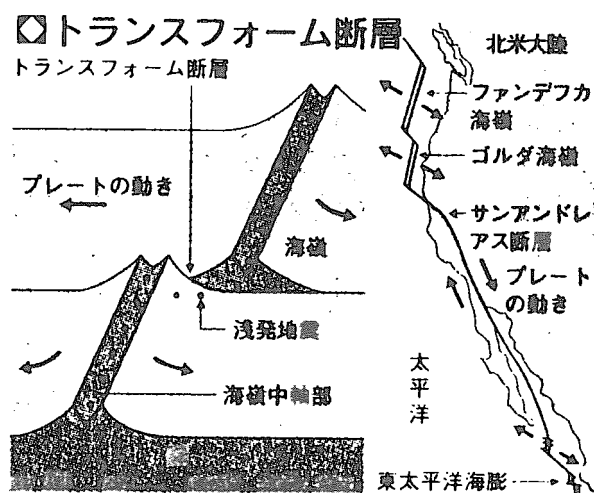 ◇トランスフォーム断層
トランスフォーム断層
プレートの動き
海嶺
浅発地震
海嶺中軸部
北米大陸
ファンデフカ
海嶺
ゴルダ海嶺
サンアンドレ
アス断層
プレート
の動き
太平洋
東太平洋海膨